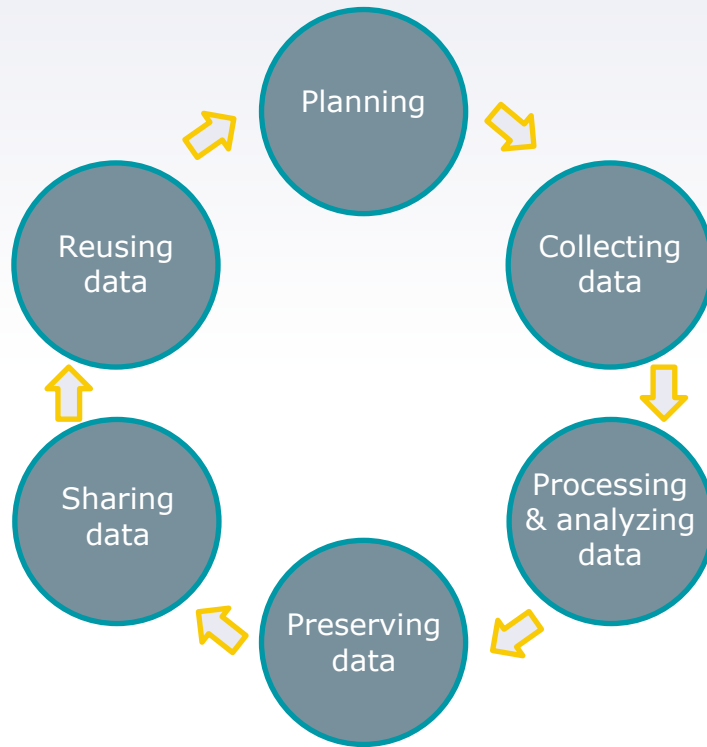 Planning
Collecting
data
Processing
& analyzing
data
Preserving
data
Sharing
data
Reusing
data